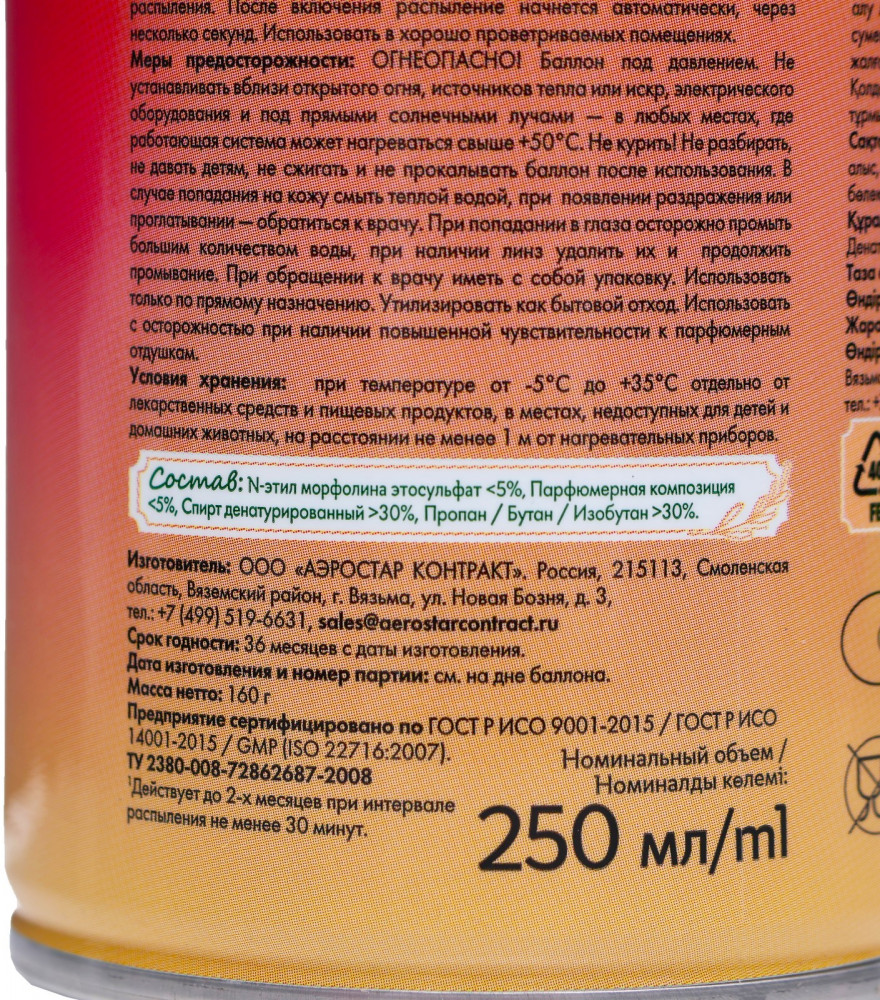 распыления. После включения распыление начнется автоматически, через
несколько секунд. Использовать в хорошо проветриваемых помещениях.
Меры предосторожности: ОГНЕОПАСНО! Баллон под давлением. Не
устанавливать вблизи открытого огня, источников тепла или искр, электрического
оборудования и под прямыми солнечными лучами — в любых местах, где
работающая система может нагреваться свыше +50°С. Не курить! Не разбирать,
не давать детям, не сжигать и не прокалывать баллон после использования. В
случае попадания на кожу смыть теплой водой, при появлении раздражения или
проглатывании — обратиться к врачу. При попадании в глаза осторожно промыть
большим количеством воды, при наличии линз удалить их и продолжить
промывание. При обращении к врачу иметь с собой упаковку. Использовать
только по прямому назначению. Утилизировать как бытовой отход. Использовать
с осторожностью при наличии повышенной чувствительности к парфюмерным
отдушкам.
Условия хранения: при температуре от -5°С до +35°С отдельно от
лекарственных средств и пищевых продуктов, в местах, недоступных для детей и
домашних животных, на расстоянии не менее 1 м от нагревательных приборов.
Состав: N-этил морфолина этосульфат <5%, Парфюмерная композиция
<5%, Спирт денатурированный >30%, Пропан / Бутан / Изобутан >30%.
Изготовитель: ООО «АЭРОСТАР КОНТРАКТ». Россия, 215113, Смоленская
область, Вяземский район, г. Вязьма, ул. Новая Бозня, д. 3,
тел.: +7 (499) 519-6631, sales@aerostarcontract.ru
Срок годности: 36 месяцев с даты изготовления.
Дата изготовления и номер партии: см. на дне баллона.
Масса нетто: 160 г
Предприятие сертифицировано по ГОСТ Р ИСО 9001-2015 / ГОСТ Р ИСО
14001-2015 / GMP (ISO 22716:2007).
ТУ 2380-008-72862687-2008
¹Действует до 2-х месяцев при интервале
распыления не менее 30 минут.
Номинальный объем /
Номиналды көлемі:
250 мл/ml
алу
Таза
тел.: +
40